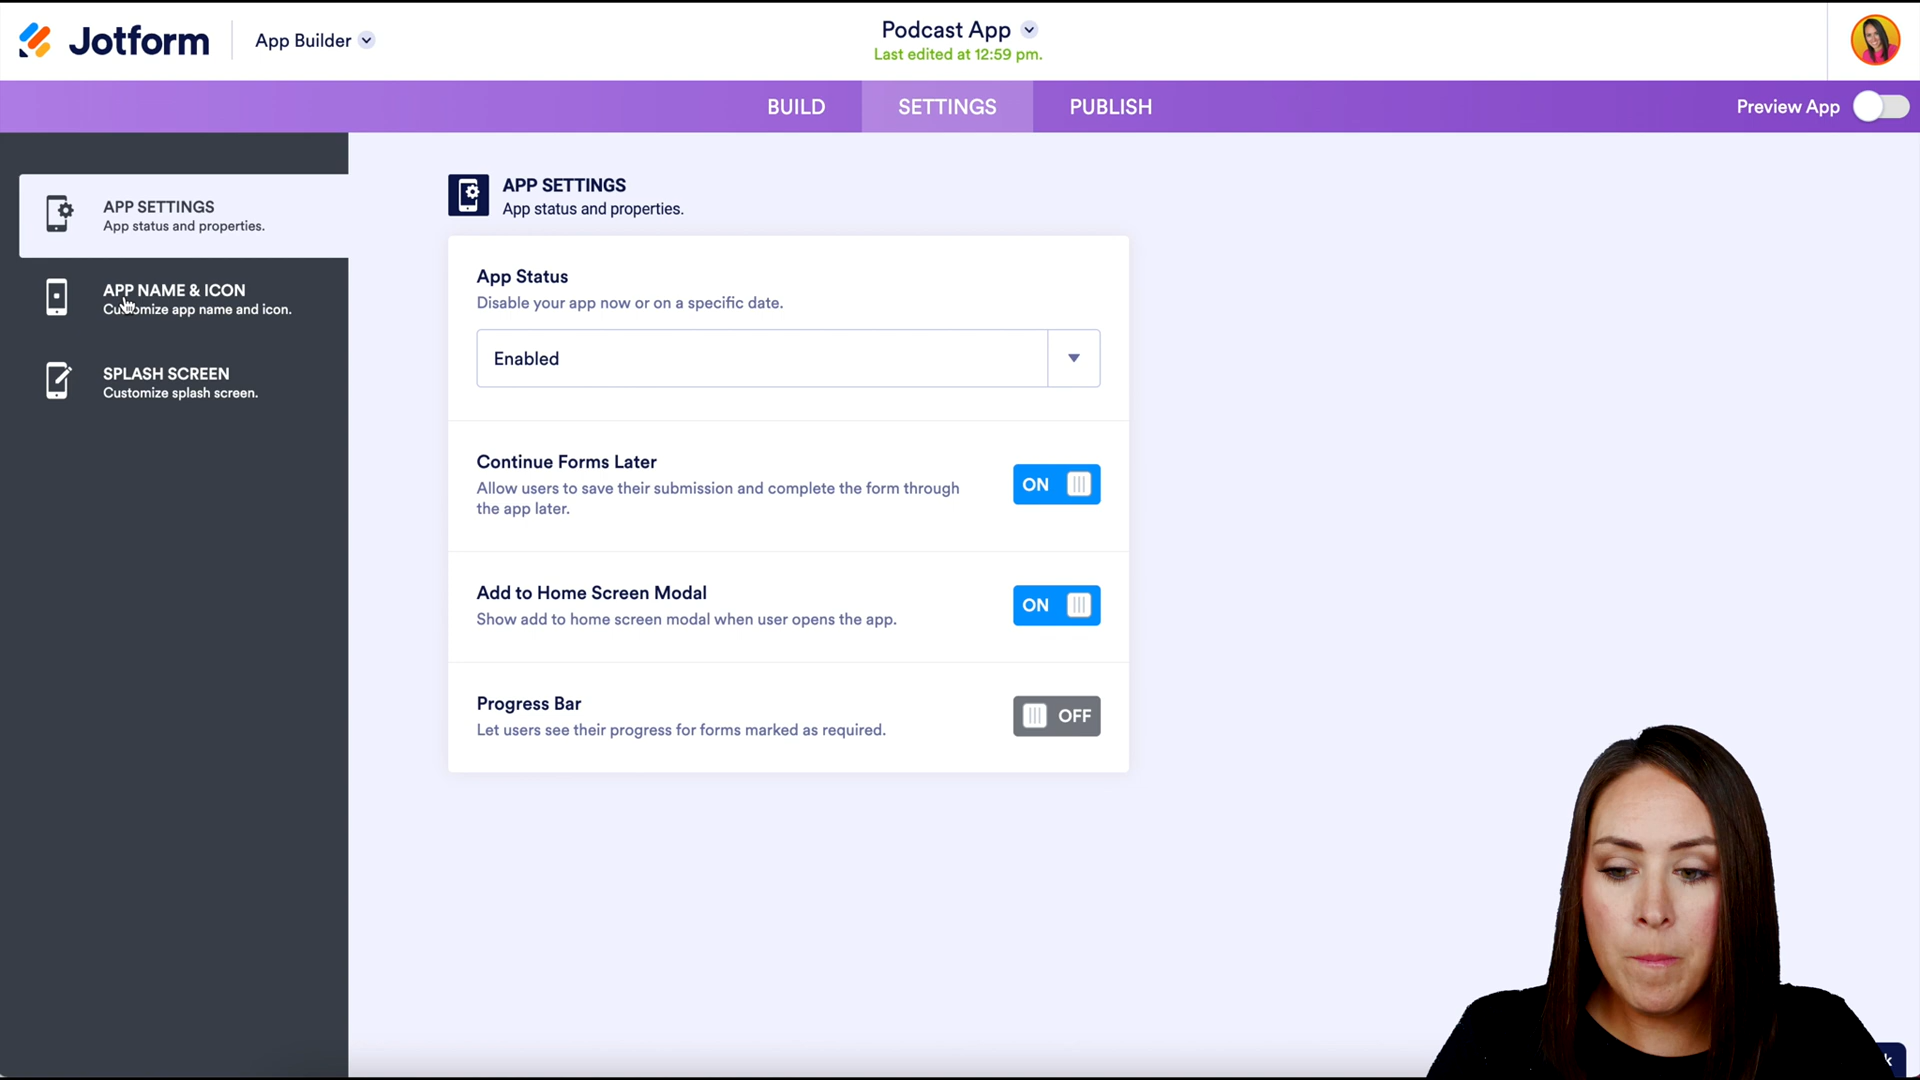 Jotform
App Builder
Podcast App
Last edited at 12:59 pm.
BUILD
SETTINGS
PUBLISH
Preview App
APP SETTINGS
App status and properties.
APP NAME & ICON
Customize app name and icon.
SPLASH SCREEN
Customize splash screen.
APP SETTINGS
App status and properties.
App Status
Disable your app now or on a specific date.
Enabled
Continue Forms Later
Allow users to save their submission and complete the form through
the app later.
ON
Add to Home Screen Modal
Show add to home screen modal when user opens the app.
ON
Progress Bar
Let users see their progress for forms marked as required.
OFF